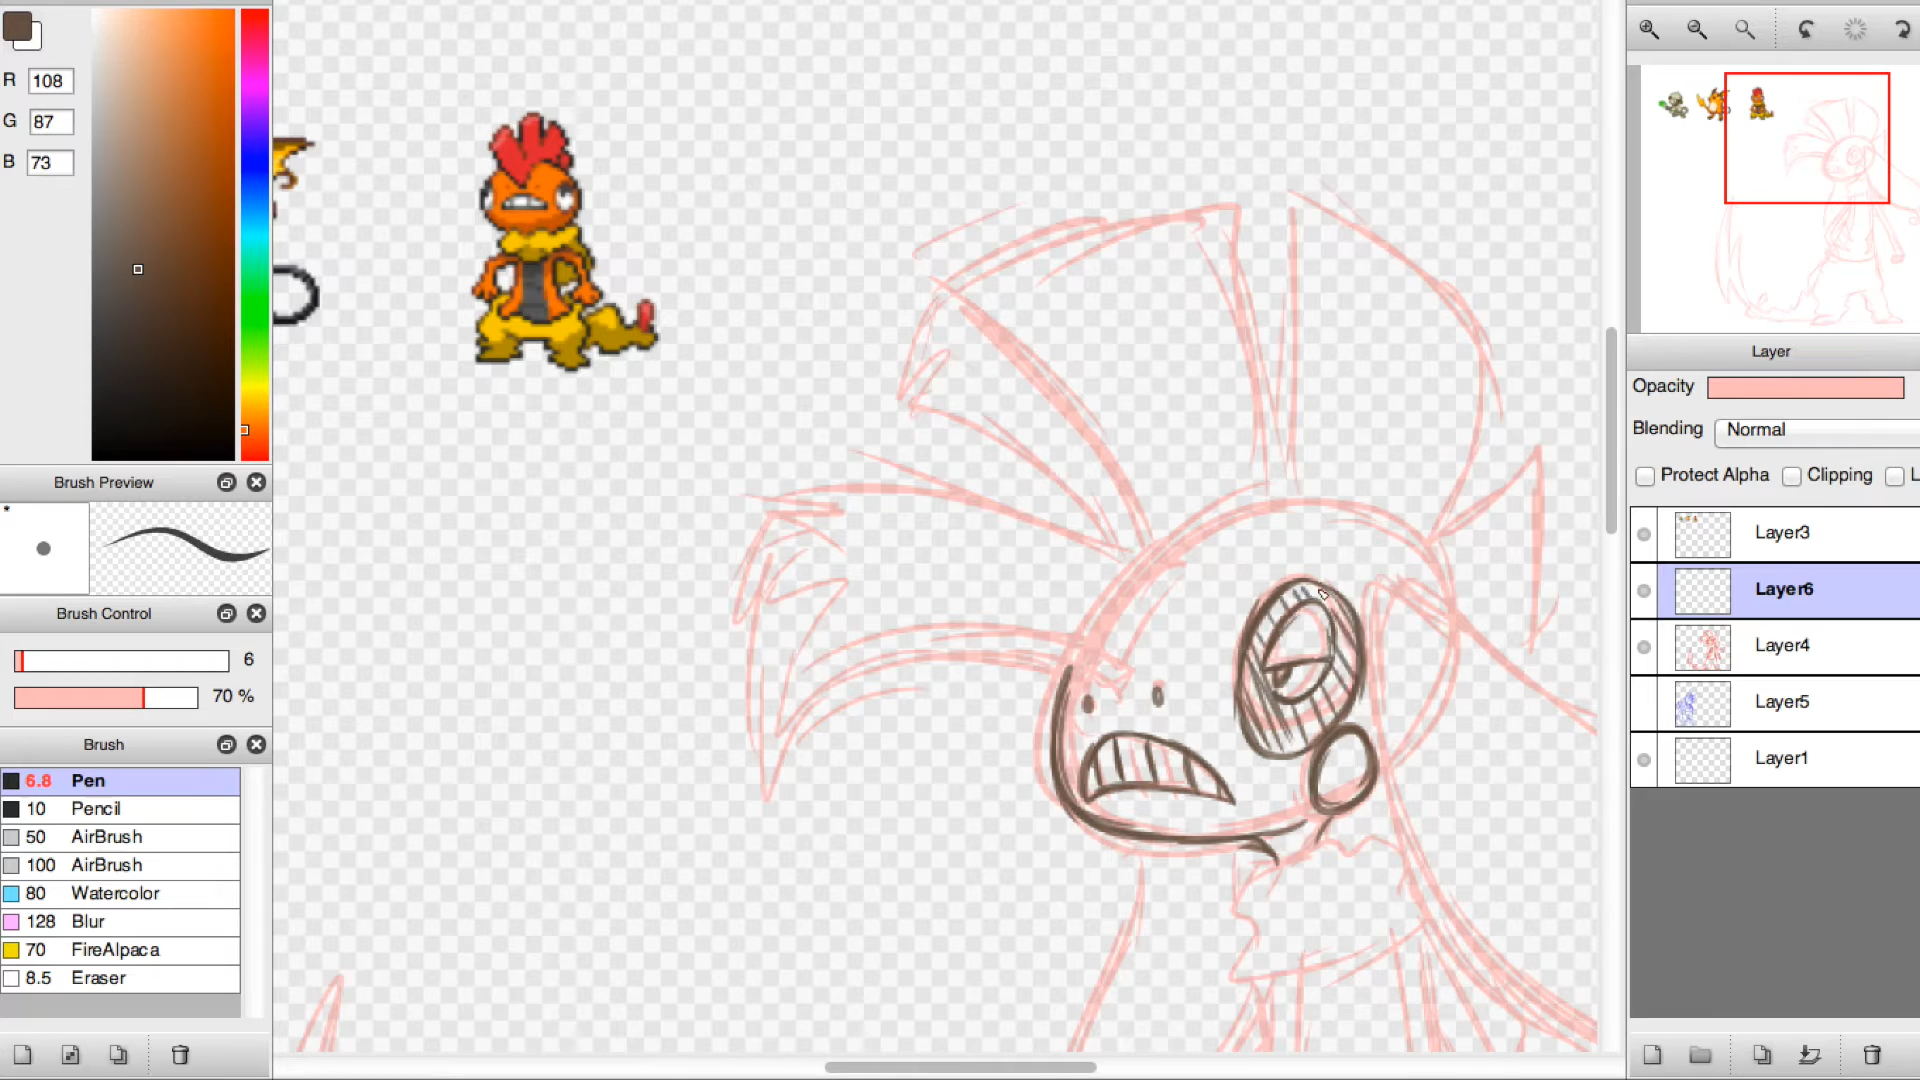 R 108
G 87
B 73
Brush Preview
*
Brush Control
6
70 %
Brush
6.8 Pen
10 Pencil
50 AirBrush
100 AirBrush
80 Watercolor
128 Blur
70 FireAlpaca
8.5 Eraser
Layer
Opacity
Blending Normal
Protect Alpha Clipping L
Layer3
Layer6
Layer4
Layer5
Layer1